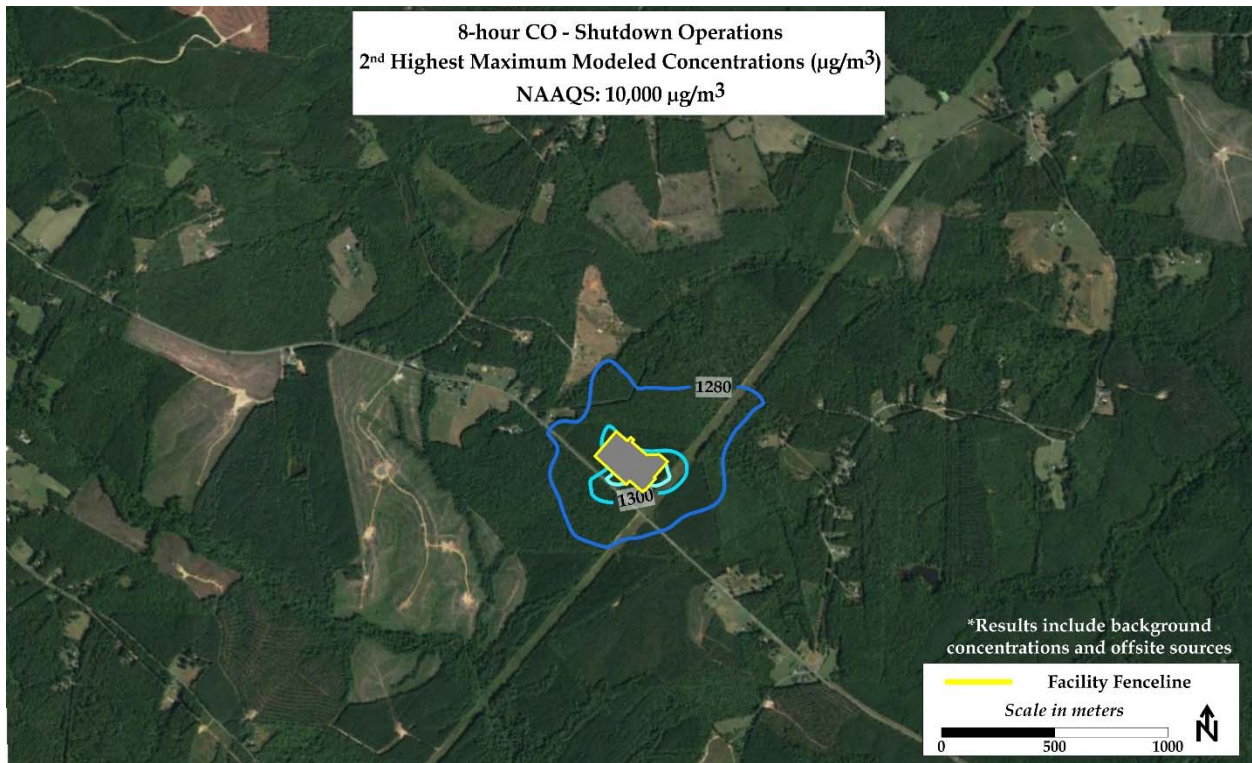 8-hour CO - Shutdown Operations
2nd Highest Maximum Modeled Concentrations (µg/m3)
NAAQS: 10,000 µg/m3
1280
1300
*Results include background
concentrations and offsite sources
Facility Fenceline
Scale in meters
0 500 1000
N